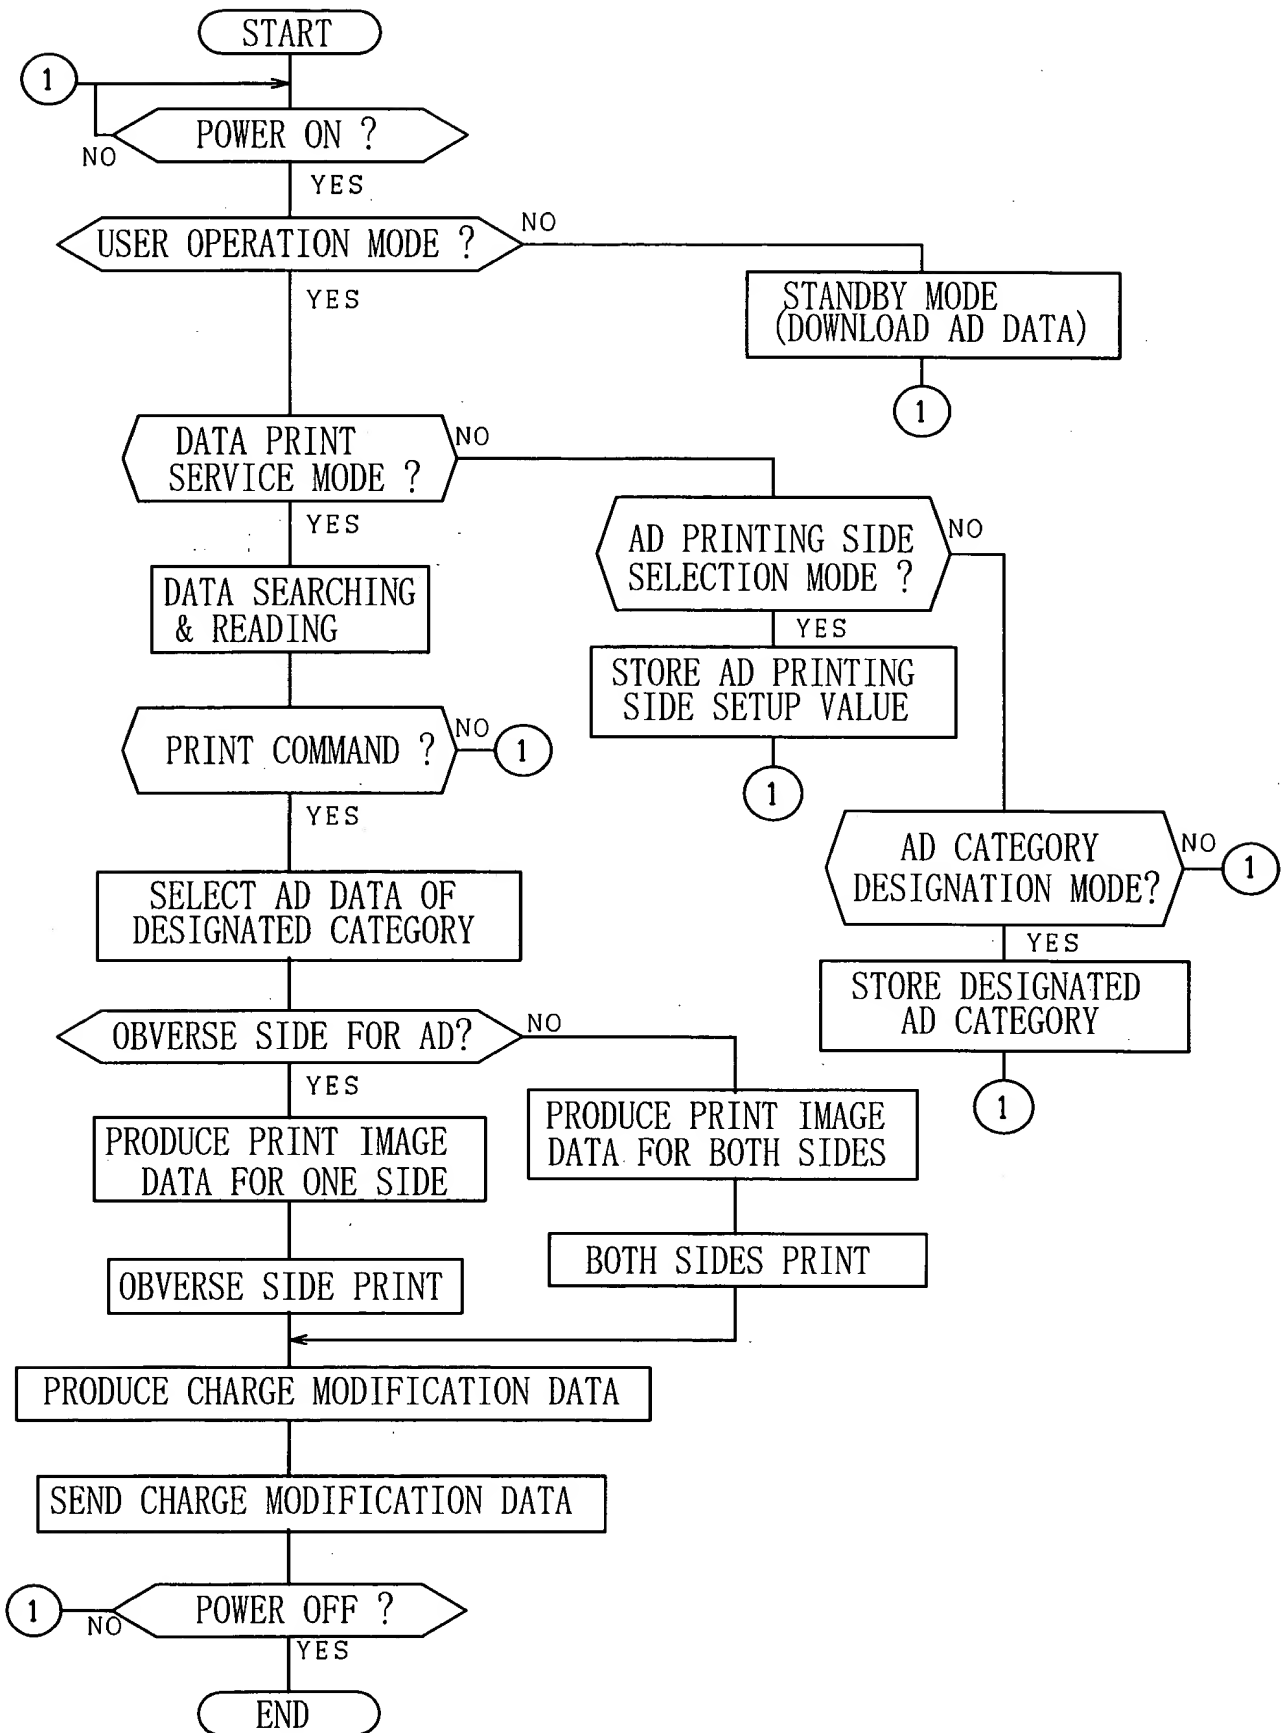 START
1
POWER ON ?
NO
YES
USER OPERATION MODE ?
NO
YES
STANDBY MODE
(DOWNLOAD AD DATA)
1
DATA PRINT
SERVICE MODE ?
NO
YES
AD PRINTING SIDE
SELECTION MODE ?
NO
YES
DATA SEARCHING
& READING
STORE AD PRINTING
SIDE SETUP VALUE
1
PRINT COMMAND ?
NO
1
YES
AD CATEGORY
DESIGNATION MODE?
NO
1
YES
SELECT AD DATA OF
DESIGNATED CATEGORY
STORE DESIGNATED
AD CATEGORY
1
OBVERSE SIDE FOR AD?
NO
YES
PRODUCE PRINT IMAGE
DATA FOR ONE SIDE
PRODUCE PRINT IMAGE
DATA FOR BOTH SIDES
OBVERSE SIDE PRINT
BOTH SIDES PRINT
PRODUCE CHARGE MODIFICATION DATA
SEND CHARGE MODIFICATION DATA
1
NO
POWER OFF ?
YES
END